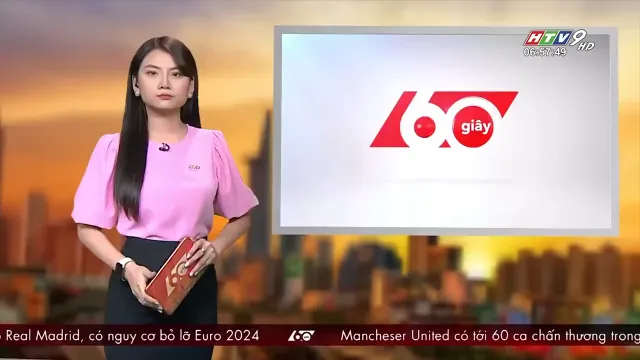 HTV9 HD
06:57:49
60 giây
Real Madrid, có nguy cơ bỏ lỡ Euro 2024 60 Mancheser United có tới 60 ca chấn thương trong